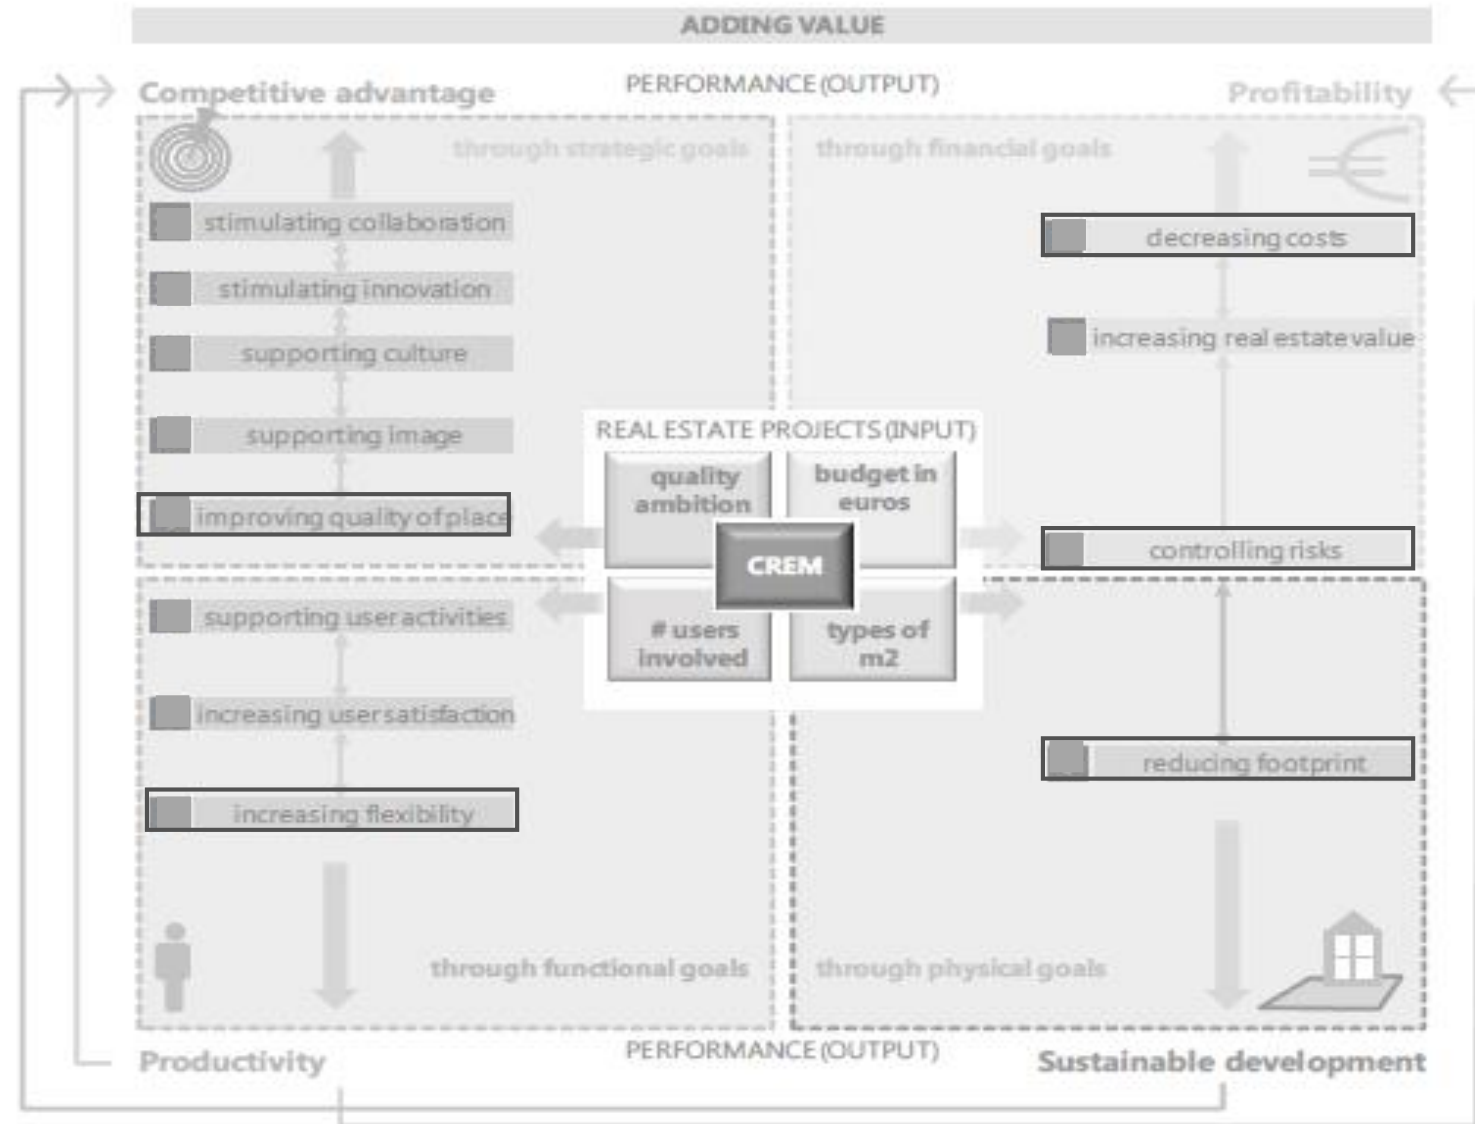 ADDING VALUE
PERFORMANCE (OUTPUT)
Competitive advantage
Profitability
through strategic goals
through financial goals
stimulating collaboration
stimulating innovation
supporting culture
supporting image
improving quality of place
decreasing costs
increasing real estate value
controlling risks
REAL ESTATE PROJECTS (INPUT)
quality
ambition
budget in
euros
CREM
# users
involved
types of
m2
supporting user activities
increasing user satisfaction
increasing flexibility
reducing footprint
through functional goals
through physical goals
PERFORMANCE (OUTPUT)
Productivity
Sustainable development